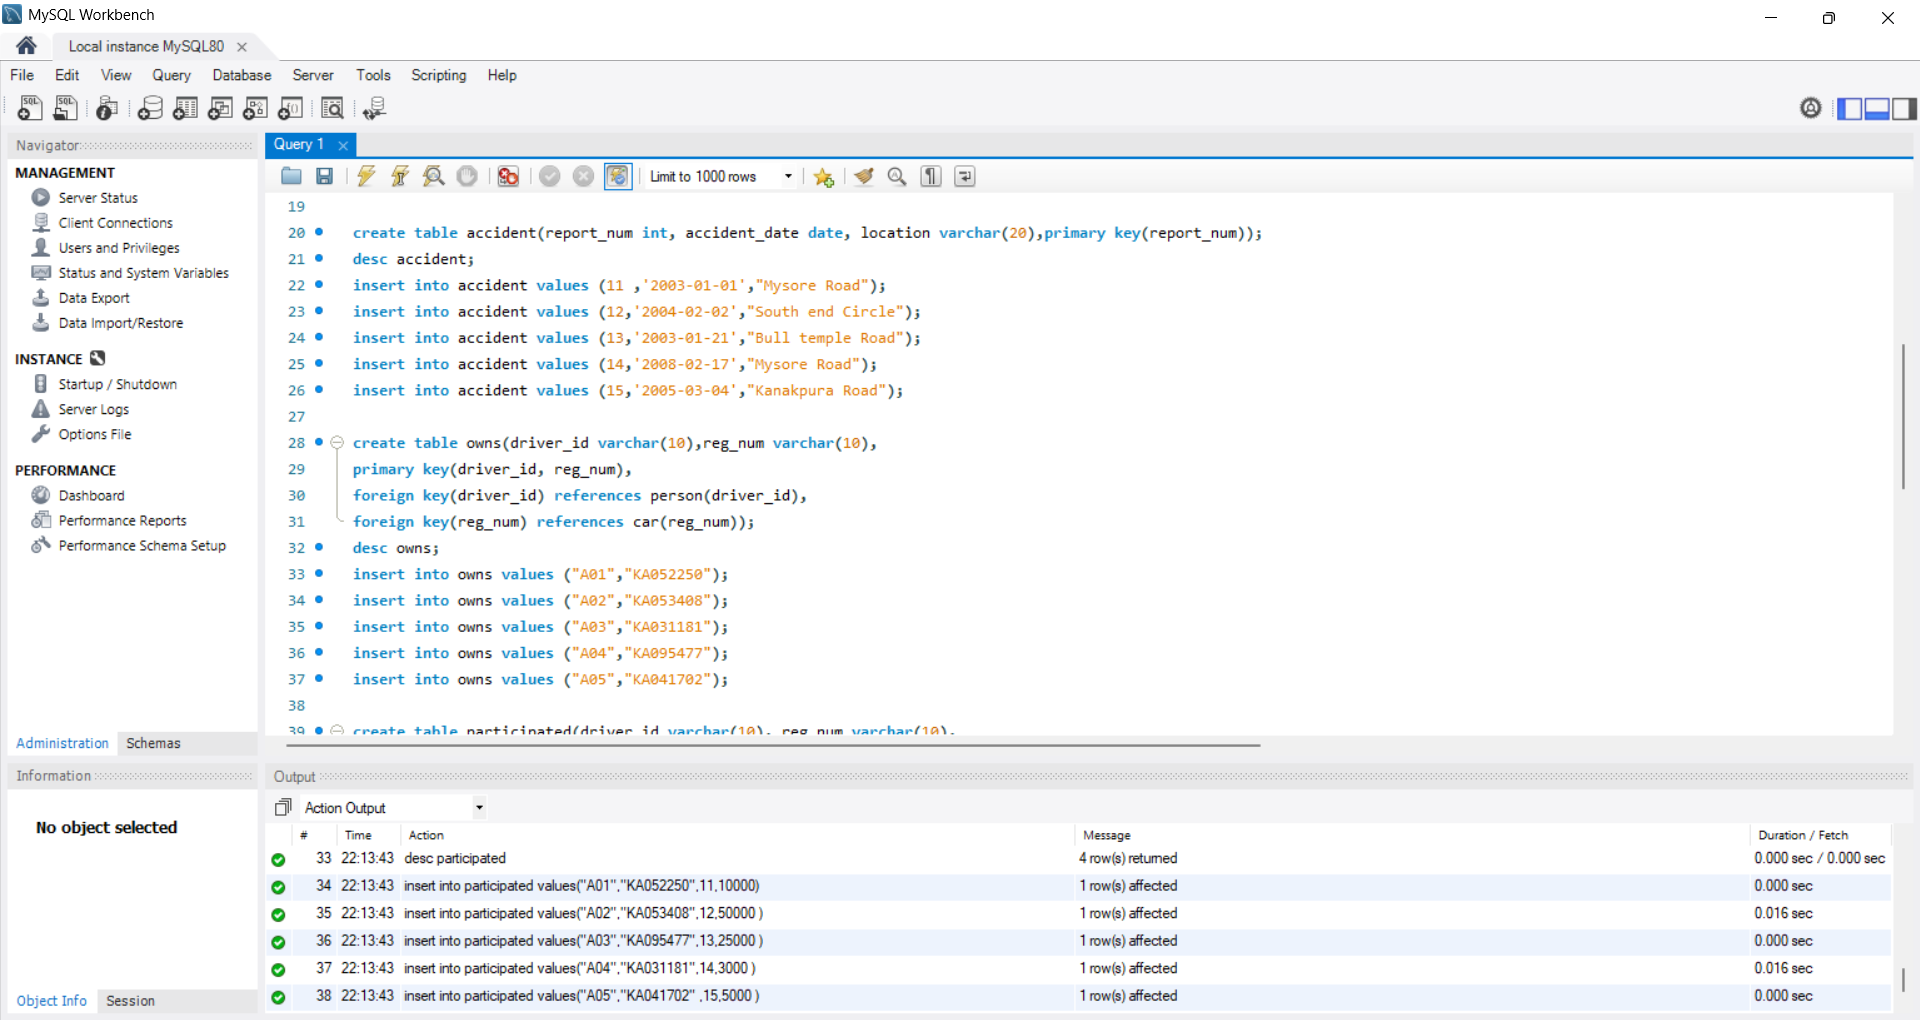 MySQL Workbench
Local instance MySQL80
File Edit View Query Database Server Tools Scripting Help
Navigator
MANAGEMENT
Server Status
Client Connections
Users and Privileges
Status and System Variables
Data Export
Data Import/Restore
INSTANCE
Startup / Shutdown
Server Logs
Options File
PERFORMANCE
Dashboard
Performance Reports
Performance Schema Setup
Administration Schemas
Information
No object selected
Object Info Session
Query 1
Limit to 1000 rows
19
20 create table accident(report_num int, accident_date date, location varchar(20),primary key(report_num));
21 desc accident;
22 insert into accident values (11 ,'2003-01-01',"Mysore Road");
23 insert into accident values (12,'2004-02-02',"South end Circle");
24 insert into accident values (13,'2003-01-21',"Bull temple Road");
25 insert into accident values (14,'2008-02-17',"Mysore Road");
26 insert into accident values (15,'2005-03-04',"Kanakpura Road");
27
28 create table owns(driver_id varchar(10),reg_num varchar(10),
29 primary key(driver_id, reg_num),
30 foreign key(driver_id) references person(driver_id),
31 foreign key(reg_num) references car(reg_num));
32 desc owns;
33 insert into owns values ("A01","KA052250");
34 insert into owns values ("A02","KA053408");
35 insert into owns values ("A03","KA031181");
36 insert into owns values ("A04","KA095477");
37 insert into owns values ("A05","KA041702");
38
39 create table participated(driver_id varchar(10), reg_num varchar(10),
Output
Action Output
# Time Action Message Duration / Fetch
33 22:13:43 desc participated 4 row(s) returned 0.000 sec / 0.000 sec
34 22:13:43 insert into participated values("A01","KA052250",11,10000) 1 row(s) affected 0.000 sec
35 22:13:43 insert into participated values("A02","KA053408",12,50000 ) 1 row(s) affected 0.016 sec
36 22:13:43 insert into participated values("A03","KA095477",13,25000 ) 1 row(s) affected 0.000 sec
37 22:13:43 insert into participated values("A04","KA031181",14,3000 ) 1 row(s) affected 0.016 sec
38 22:13:43 insert into participated values("A05","KA041702" ,15,5000 ) 1 row(s) affected 0.000 sec